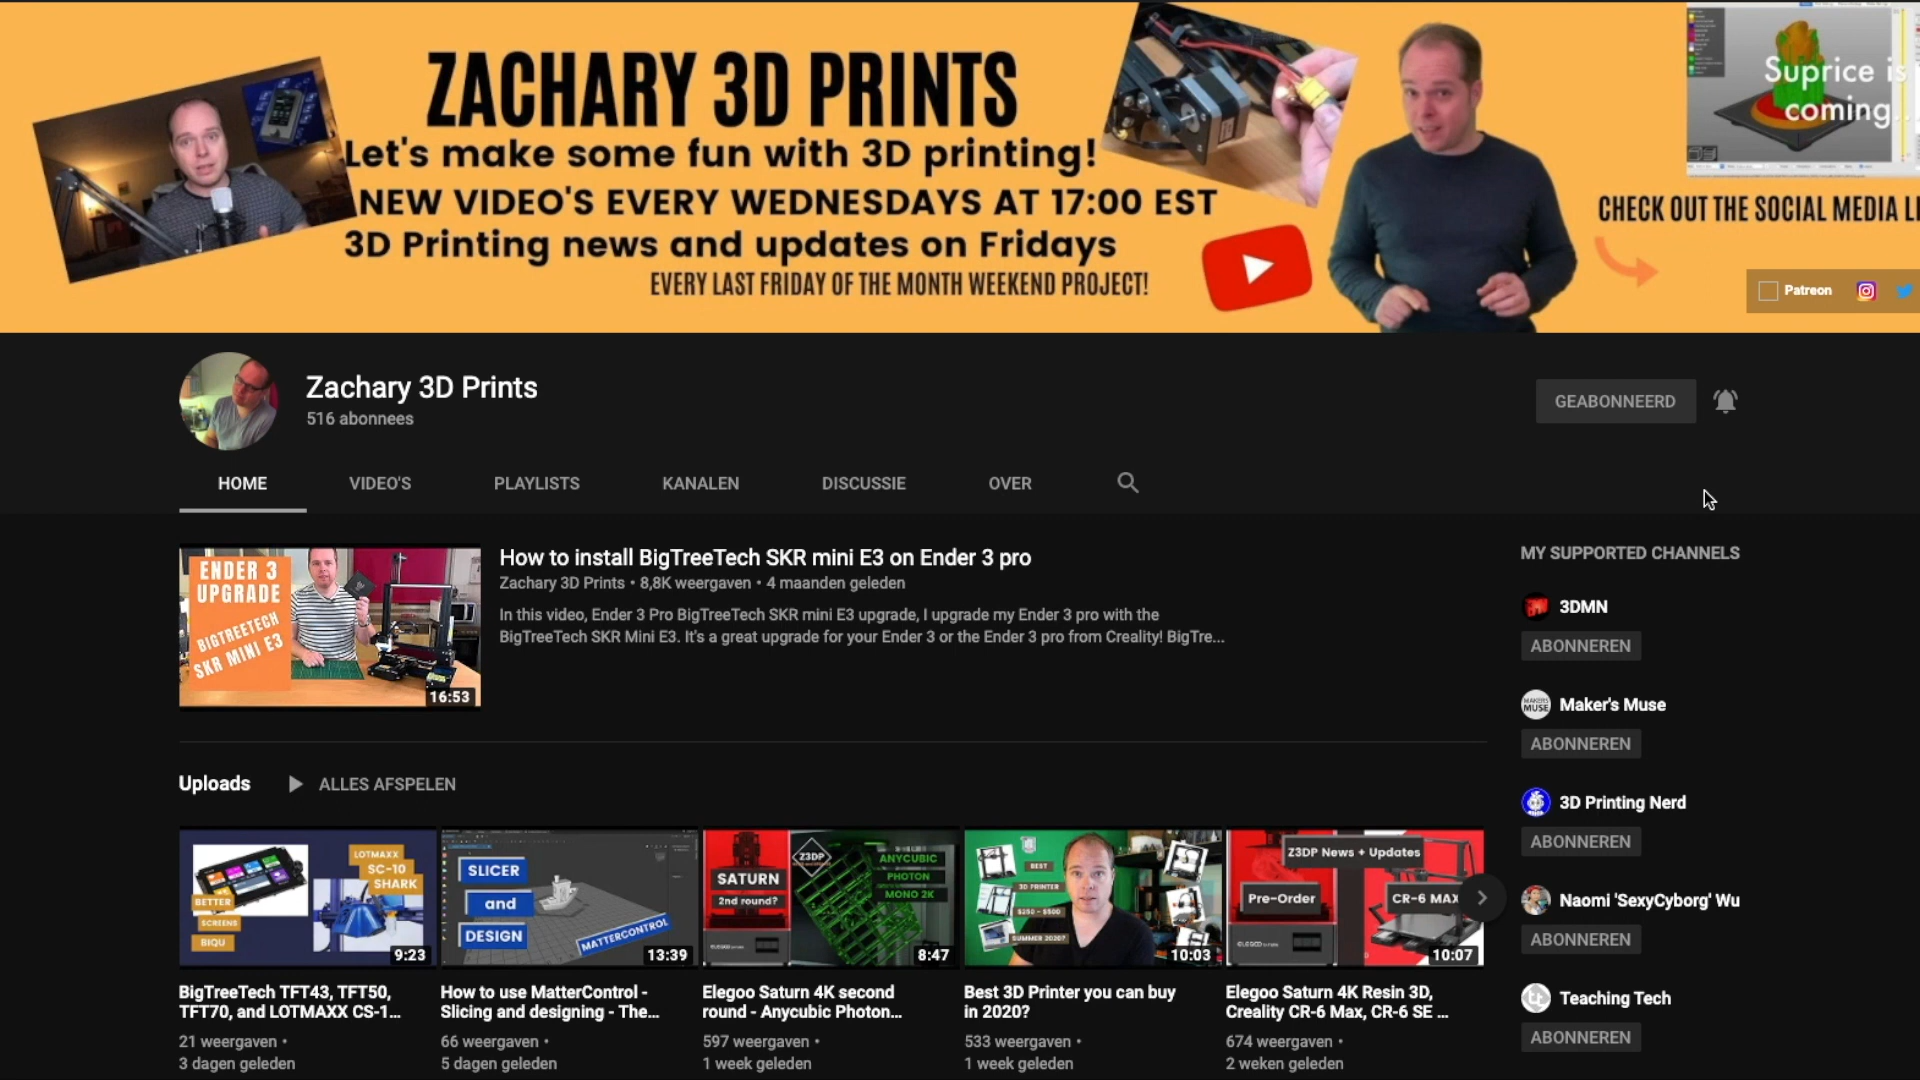 ZACHARY 3D PRINTS
Let's make some fun with 3D printing!
NEW VIDEO'S EVERY WEDNESDAYS AT 17:00 EST
3D Printing news and updates on Fridays
EVERY LAST FRIDAY OF THE MONTH WEEKEND PROJECT!
Suprice is
coming...
CHECK OUT THE SOCIAL MEDIA LI
Patreon
Zachary 3D Prints
516 abonnees
GEABONNEERD
HOME
VIDEO'S
PLAYLISTS
KANALEN
DISCUSSIE
OVER
ENDER 3
UPGRADE
BIGTREETECH
SKR MINI E3
16:53
How to install BigTreeTech SKR mini E3 on Ender 3 pro
Zachary 3D Prints • 8,8K weergaven • 4 maanden geleden
In this video, Ender 3 Pro BigTreeTech SKR mini E3 upgrade, I upgrade my Ender 3 pro with the
BigTreeTech SKR Mini E3. It's a great upgrade for your Ender 3 or the Ender 3 pro from Creality! BigTre...
MY SUPPORTED CHANNELS
3DMN
ABONNEREN
Maker's Muse
ABONNEREN
3D Printing Nerd
ABONNEREN
Naomi 'SexyCyborg' Wu
ABONNEREN
Teaching Tech
ABONNEREN
Uploads
ALLES AFSPELEN
LOTMAXX
SC-10
SHARK
BETTER
SCREENS
BIQU
9:23
BigTreeTech TFT43, TFT50,
TFT70, and LOTMAXX CS-1...
21 weergaven •
3 dagen geleden
SLICER
and
DESIGN
MATTERCONTROL
13:39
How to use MatterControl -
Slicing and designing - The...
66 weergaven •
5 dagen geleden
SATURN
2nd round?
Z3DP
ANYCUBIC
PHOTON
MONO 2K
8:47
Elegoo Saturn 4K second
round - Anycubic Photon...
597 weergaven •
1 week geleden
BEST
3D PRINTER
$250 - $500
SUMMER 2020?
10:03
Best 3D Printer you can buy
in 2020?
533 weergaven •
1 week geleden
Z3DP News + Updates
Pre-Order
CR-6 MAX
10:07
Elegoo Saturn 4K Resin 3D,
Creality CR-6 Max, CR-6 SE ...
674 weergaven •
2 weken geleden